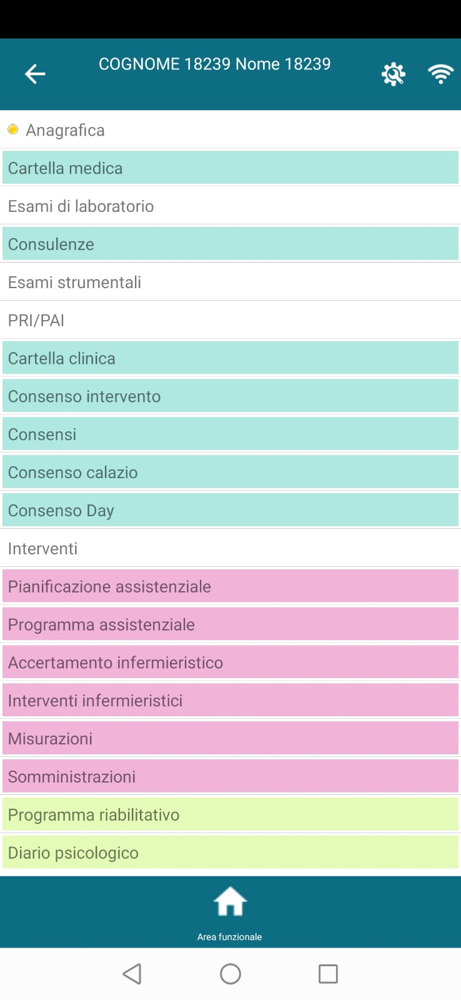 COGNOME 18239 Nome 18239
Anagrafica
Cartella medica
Esami di laboratorio
Consulenze
Esami strumentali
PRI/PAI
Cartella clinica
Consenso intervento
Consensi
Consenso calazio
Consenso Day
Interventi
Pianificazione assistenziale
Programma assistenziale
Accertamento infermieristico
Interventi infermieristici
Misurazioni
Somministrazioni
Programma riabilitativo
Diario psicologico
Area funzionale